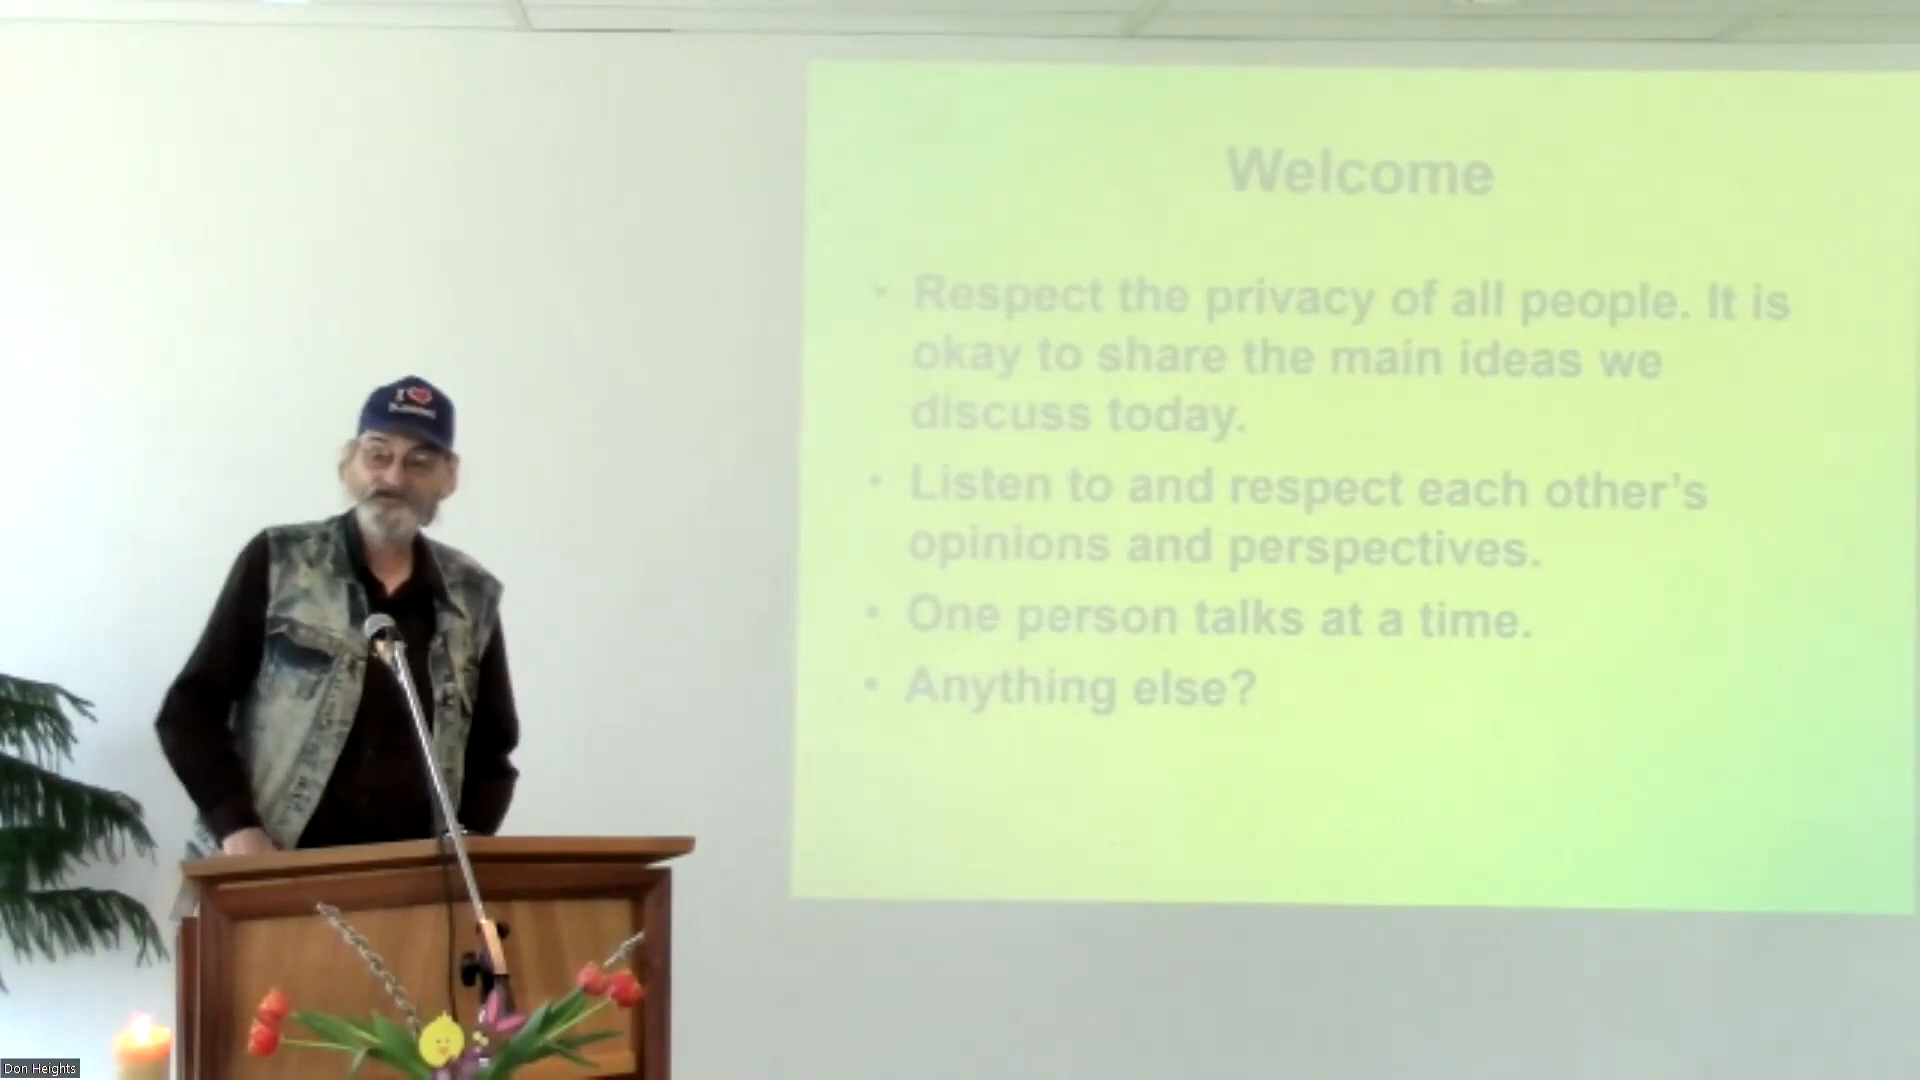 I
Welcome
• Respect the privacy of all people. It is
okay to share the main ideas we
discuss today.
• Listen to and respect each other’s
opinions and perspectives.
• One person talks at a time.
• Anything else?
Don Heights